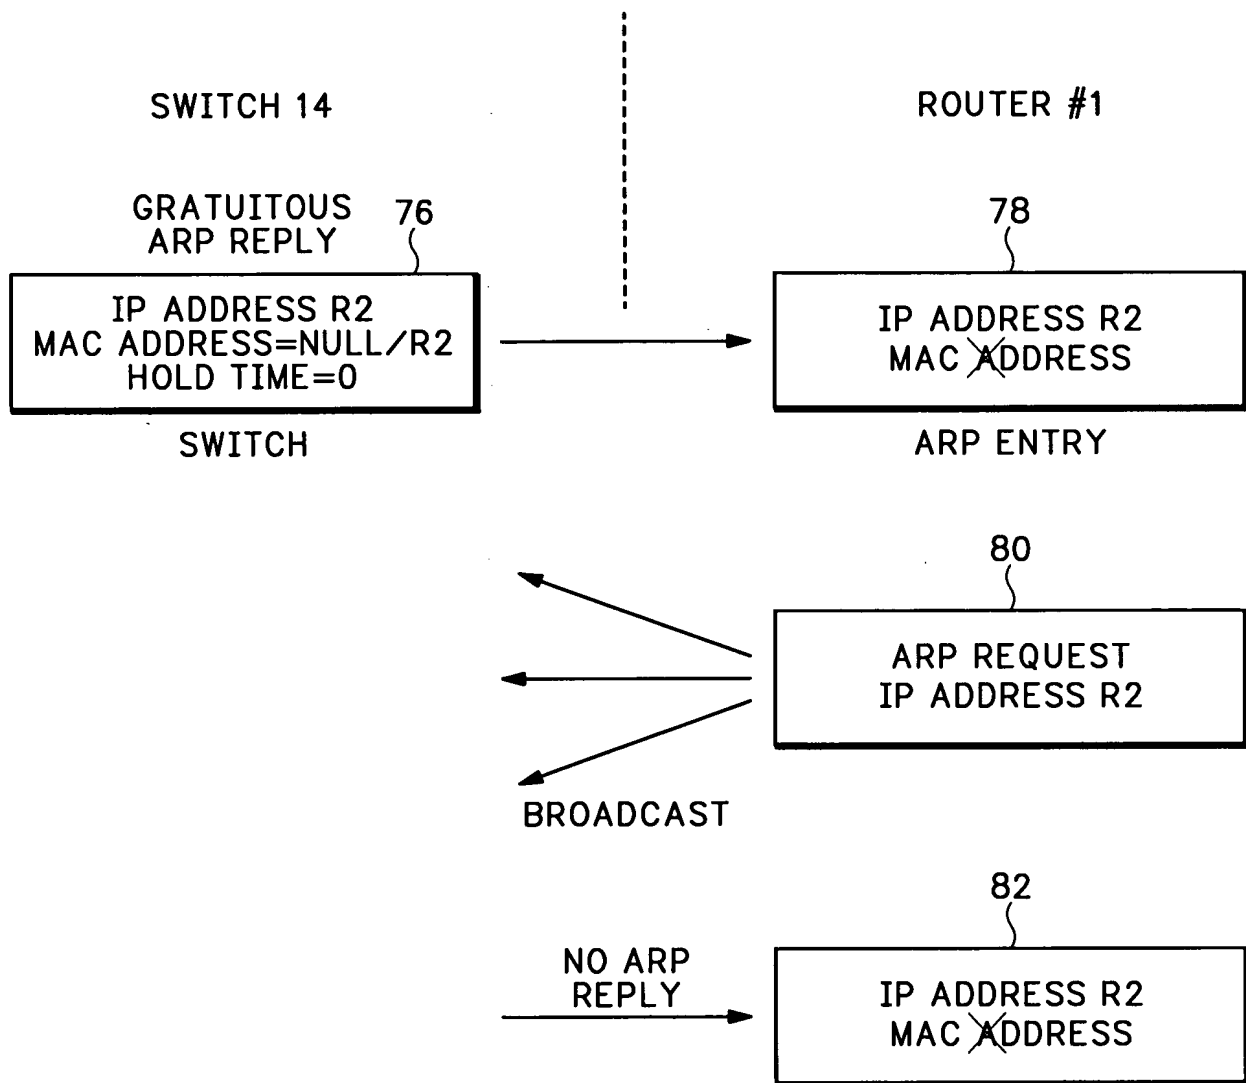 SWITCH 14
ROUTER #1
GRATUITOUS
ARP REPLY
76
78
IP ADDRESS R2
MAC ADDRESS=NULL/R2
HOLD TIME=0
IP ADDRESS R2
MAC ADDRESS
SWITCH
ARP ENTRY
80
ARP REQUEST
IP ADDRESS R2
BROADCAST
82
NO ARP
REPLY
IP ADDRESS R2
MAC ADDRESS